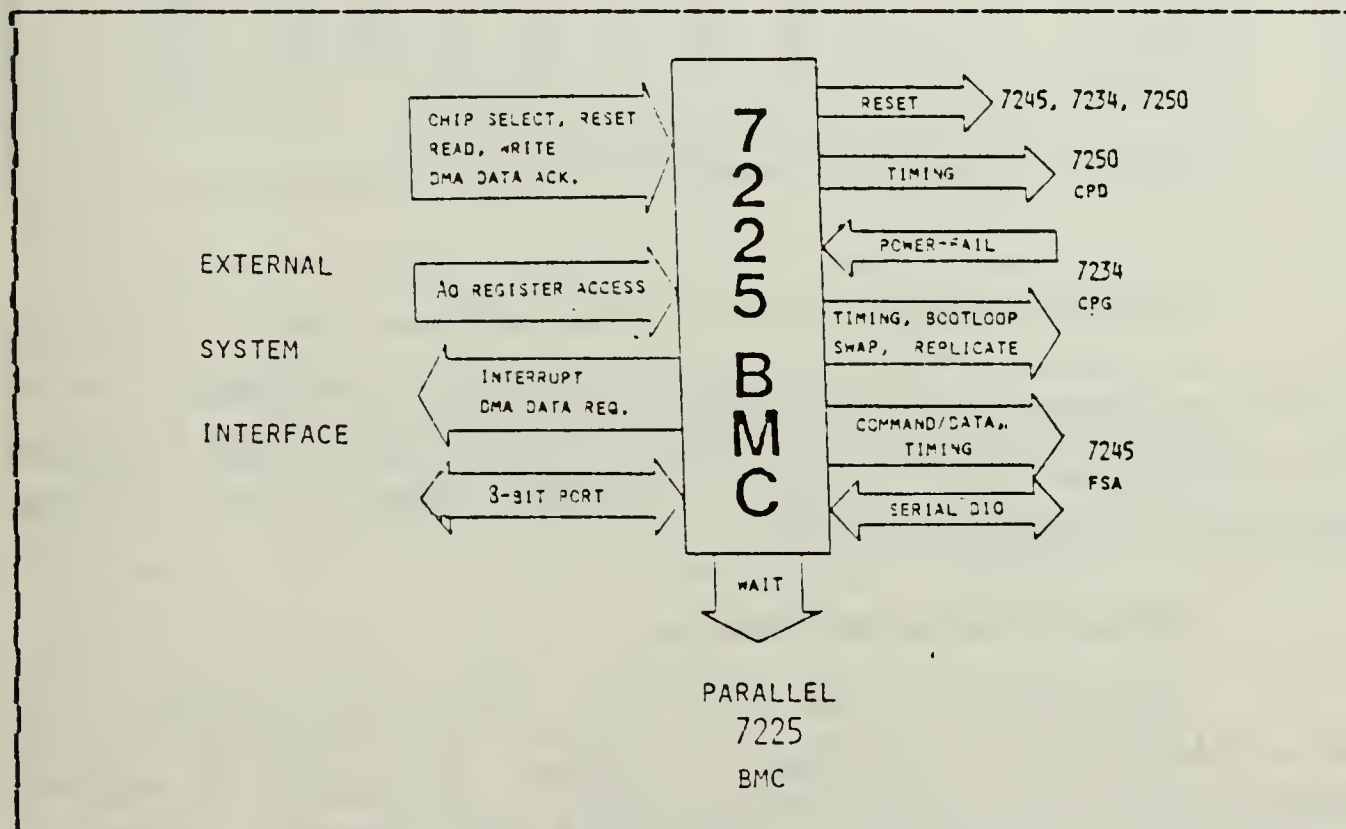 CHIP SELECT, RESET
READ, WRITE
DMA DATA ACK.
EXTERNAL
SYSTEM
INTERFACE
A0 REGISTER ACCESS
INTERRUPT
DMA DATA REQ.
8-BIT PORT
7225 BMC
RESET
7245, 7234, 7250
TIMING
7250
CPD
POWER-FAIL
7234
CPG
TIMING, BOOTLOOP
SWAP, REPLICATE
COMMAND/DATA,
TIMING
7245
FSA
SERIAL DIO
WAIT
PARALLEL
7225
BMC